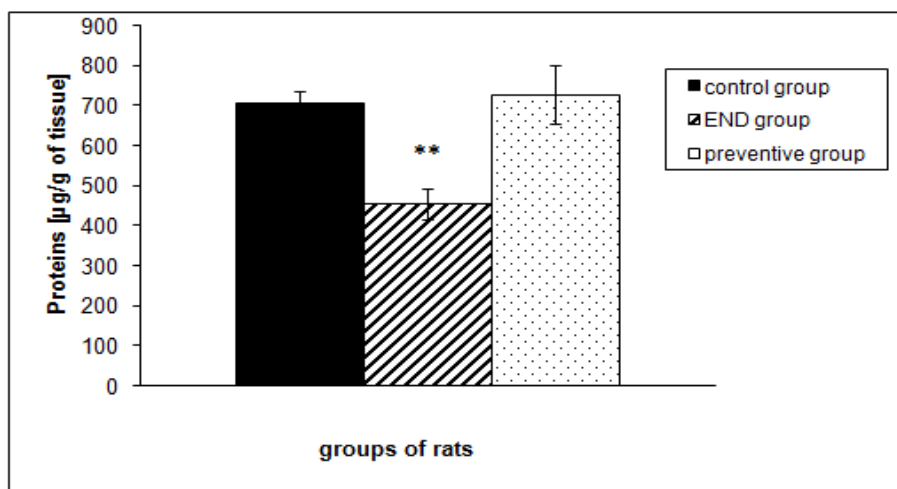 900
800
700
600
500
400
300
200
100
0
Proteins [µg/g of tissue]
**
control group
END group
preventive group
groups of rats